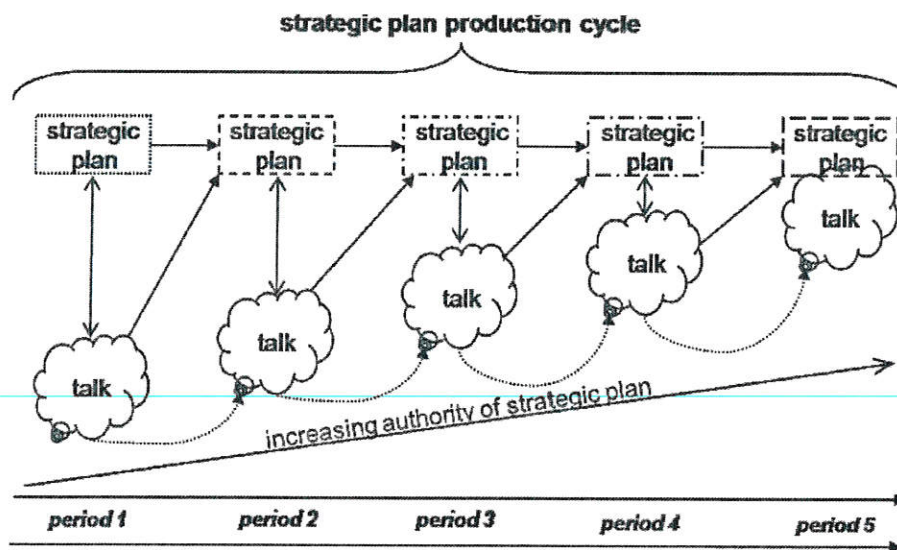 strategic plan production cycle
strategic
plan
strategic
plan
strategic
plan
strategic
plan
strategic
plan
talk
talk
talk
talk
talk
increasing authority of strategic plan
period 1
period 2
period 3
period 4
period 5